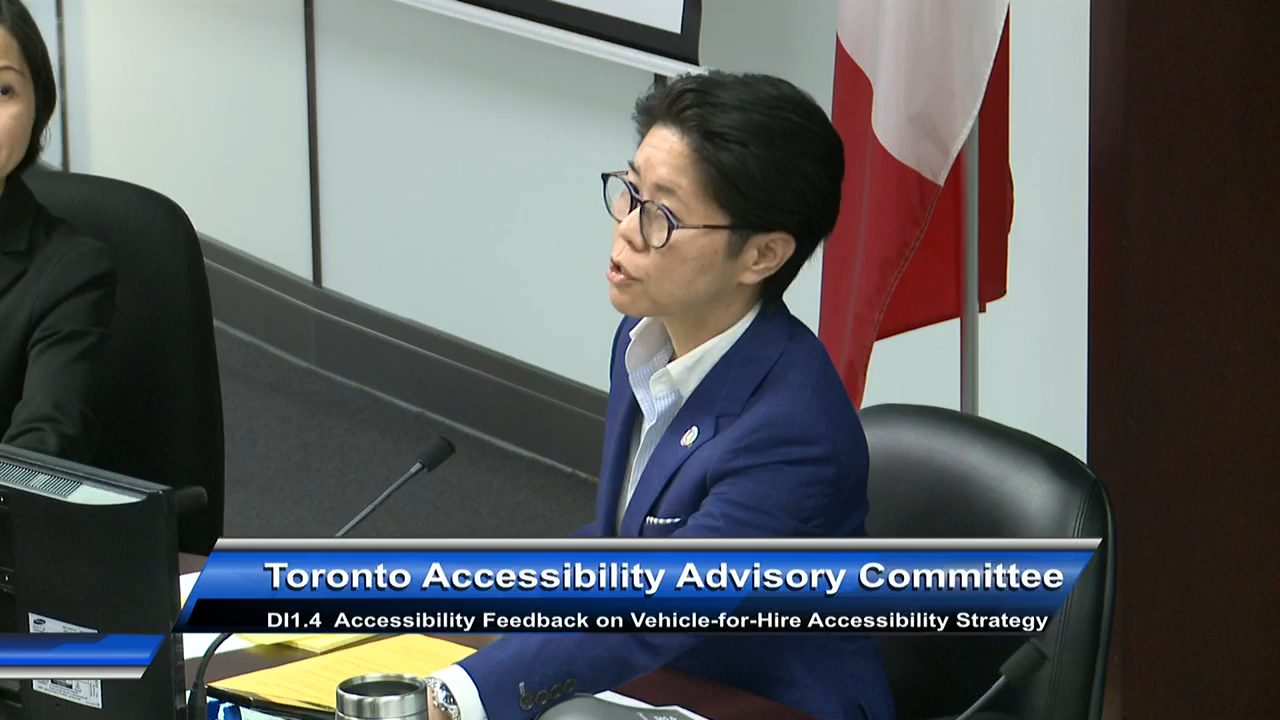 Toronto Accessibility Advisory Committee
DI1.4 Accessibility Feedback on Vehicle-for-Hire Accessibility Strategy